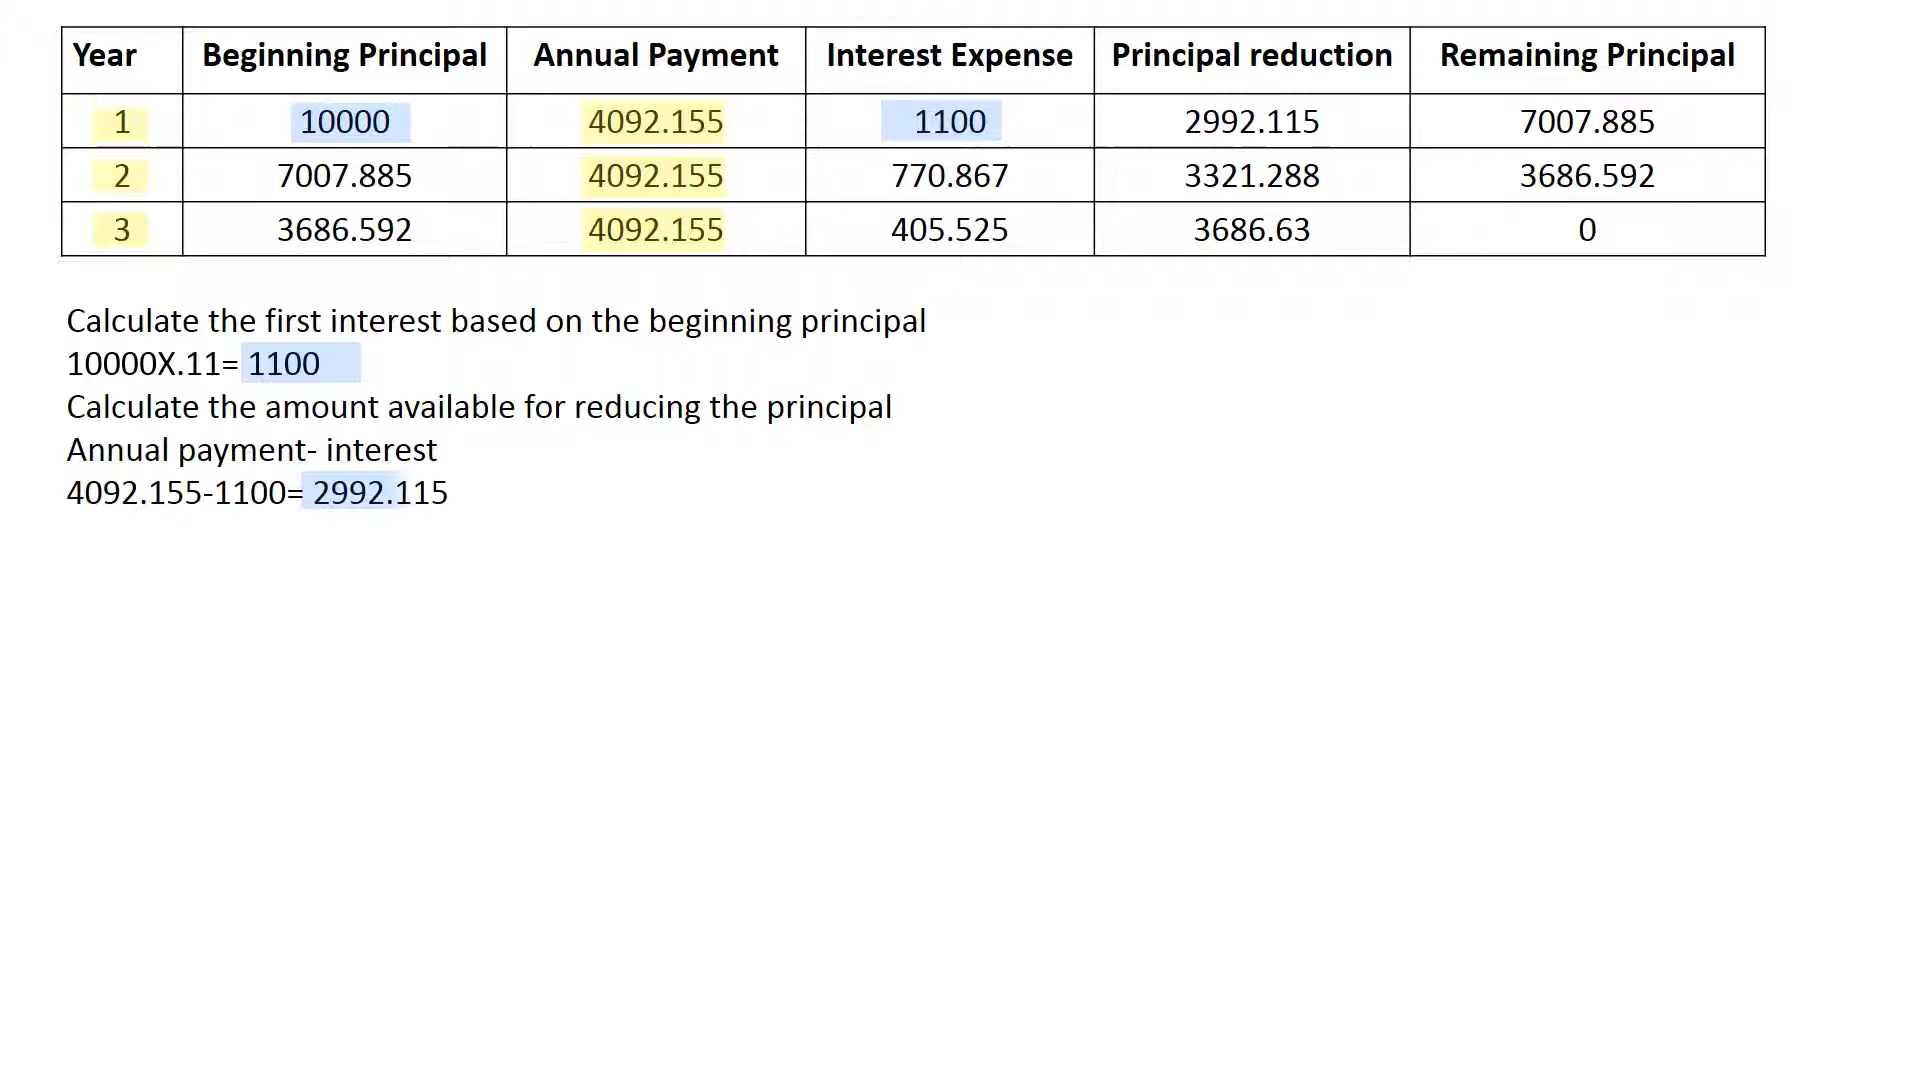 Year Beginning Principal Annual Payment Interest Expense Principal reduction Remaining Principal
1 10000 4092.155 1100 2992.115 7007.885
2 7007.885 4092.155 770.867 3321.288 3686.592
3 3686.592 4092.155 405.525 3686.63 0
Calculate the first interest based on the beginning principal
10000X.11= 1100
Calculate the amount available for reducing the principal
Annual payment- interest
4092.155-1100= 2992.115